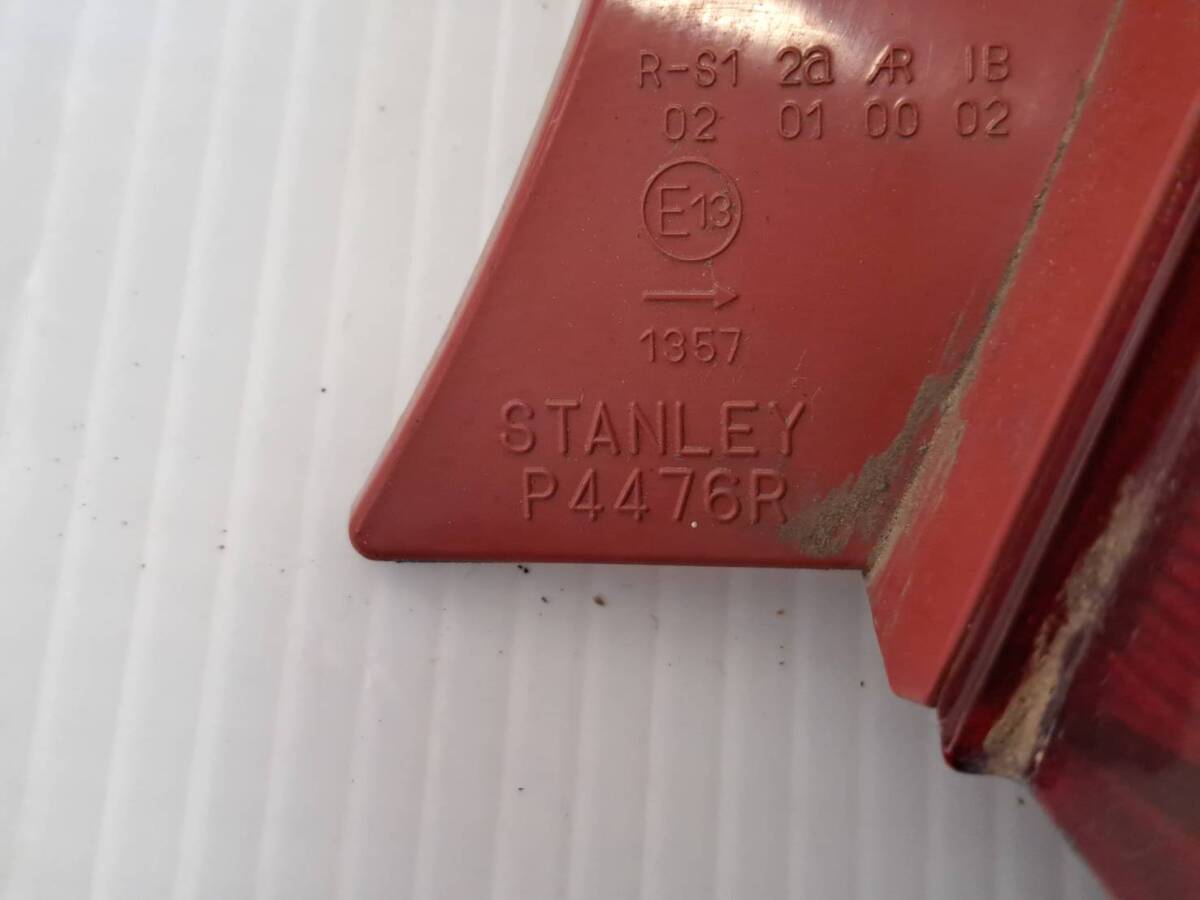 R-S1 2a AR IB
02 01 00 02
E13
→
1357
STANLEY
P4476R